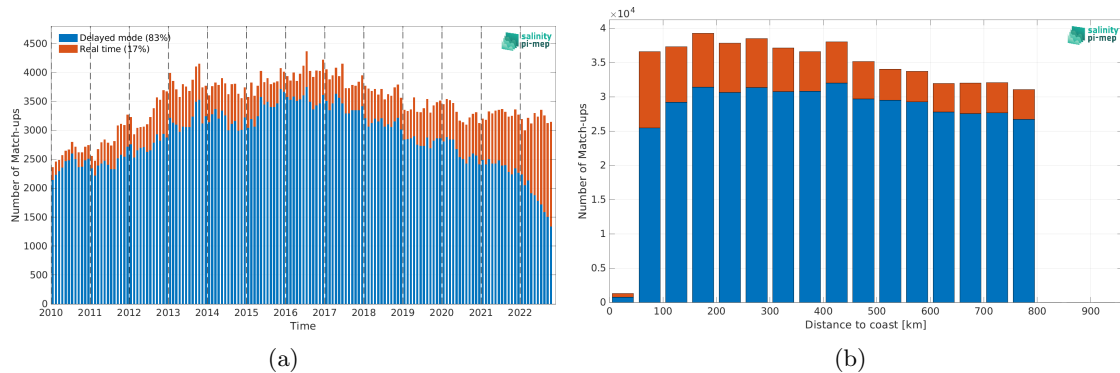 Delayed mode (83%)
Real time (17%)
salinity
pi-mep
Number of Match-ups
4500
4000
3500
3000
2500
2000
1500
1000
500
0
2010 2011 2012 2013 2014 2015 2016 2017 2018 2019 2020 2021 2022
Time
(a)
×10⁴
salinity
pi-mep
Number of Match-ups
4
3.5
3
2.5
2
1.5
1
0.5
0
0 100 200 300 400 500 600 700 800 900
Distance to coast [km]
(b)